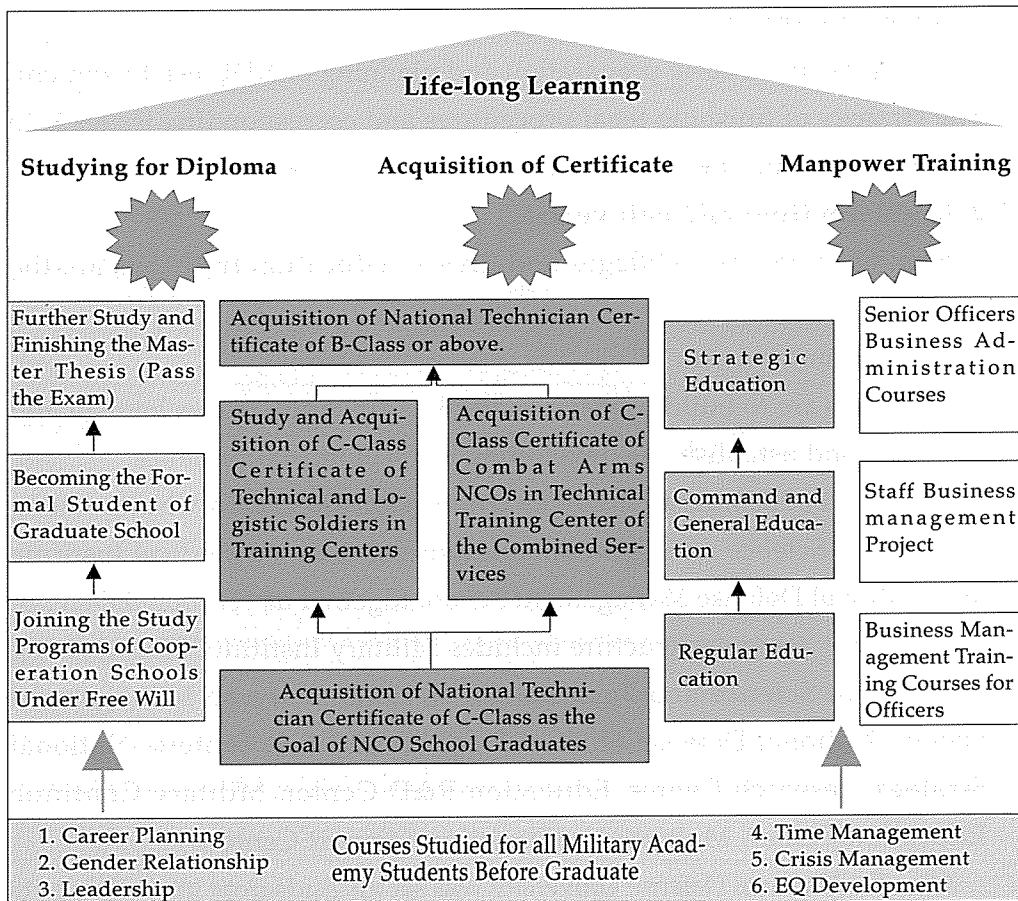 Life-long Learning
Studying for Diploma
Acquisition of Certificate
Manpower Training
Further Study and
Finishing the Mas-
ter Thesis (Pass
the Exam)
Becoming the For-
mal Student of
Graduate School
Joining the Study
Programs of Coop-
eration Schools
Under Free Will
Acquisition of National Technician Cer-
tificate of B-Class or above.
Study and Acqui-
sition of C-Class
Certificate of
Technical and Lo-
gistic Soldiers in
Training Centers
Acquisition of C-
Class Certificate of
Combat Arms
NCOs in Technical
Training Center of
the Combined Ser-
vices
Acquisition of National Techni-
cian Certificate of C-Class as the
Goal of NCO School Graduates
Strategic
Education
Command and
General Educa-
tion
Regular Edu-
cation
Senior Officers
Business Ad-
ministration
Courses
Staff Business
management
Project
Business Man-
agement Train-
ing Courses for
Officers
1. Career Planning
2. Gender Relationship
3. Leadership
Courses Studied for all Military Acad-
emy Students Before Graduate
4. Time Management
5. Crisis Management
6. EQ Development